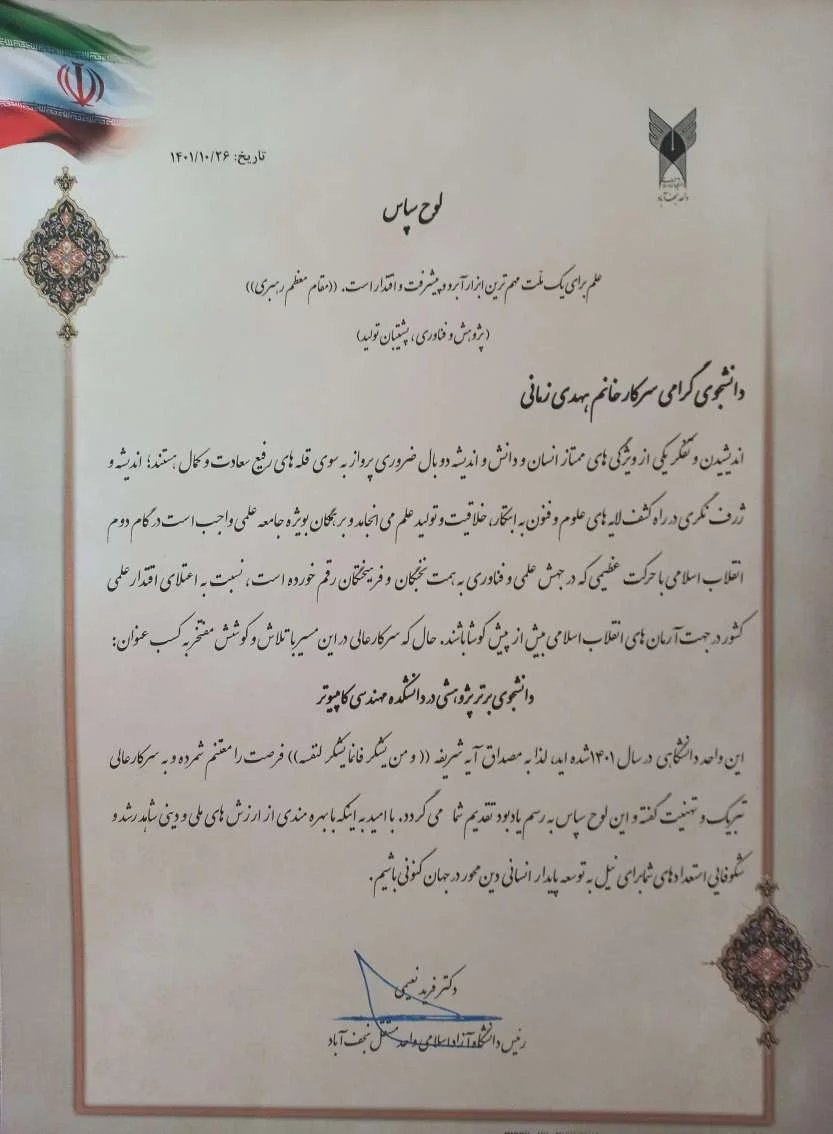 تاریخ: ۱۴۰۱/۱۰/۲۶
واحد نجف‌آباد
لوح سپاس
علم برای یک ملّت مهم ترین ابزار آبرو و پیشرفت و اقتدار است. ((مقام معظم رهبری))
(پژوهش و فناوری، پشتیبان تولید)
دانشجوی گرامی سرکار خانم مهدی زمانی
اندیشیدن و تفکر یکی از ویژگی های ممتاز انسان و دانش و اندیشه دو بال ضروری پرواز به سوی قله های رفیع سعادت و کمال هستند؛ اندیشه و
ژرف نگری در راه کشف لایه های علوم و فنون به ابتکار، خلاقیت و تولید علم می انجامد و بر همگان بویژه جامعه علمی واجب است در گام دوم
انقلاب اسلامی با حرکت عظیمی که در جهش علمی و فناوری به همت نخبگان و فرهیختگان رقم خورده است، نسبت به اعتلای اقتدار علمی
کشور در جهت آرمان های انقلاب اسلامی بیش از پیش کوشا باشند. حال که سرکارعالی در این مسیر با تلاش و کوشش مفتخر به کسب عنوان:
دانشجوی برتر پژوهشی در دانشکده مهندسی کامپیوتر
این واحد دانشگاهی در سال ۱۴۰۱ شده اید، لذا به مصداق آیه شریفه (( و من یشکر فانما یشکر لنفسه)) فرصت را مغتنم شمرده و به سرکارعالی
تبریک و تهنیت گفته و این لوح سپاس به رسم یادبود تقدیم شما می گردد. با امید به اینکه با بهره مندی از ارزش های ملی و دینی شاهد رشد و
شکوفایی استعدادهای شما برای نیل به توسعه پایدار انسانی دین محور در جهان کنونی باشیم.
دکتر فرید نعیمی
رئیس دانشگاه آزاد اسلامی واحد مستقل نجف آباد